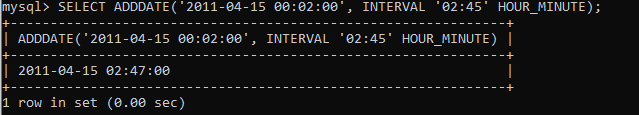 mysql> SELECT ADDDATE('2011-04-15 00:02:00', INTERVAL '02:45' HOUR_MINUTE);
+-----------------------------------------------------------+
| ADDDATE('2011-04-15 00:02:00', INTERVAL '02:45' HOUR_MINUTE) |
+-----------------------------------------------------------+
| 2011-04-15 02:47:00 |
+-----------------------------------------------------------+
1 row in set (0.00 sec)